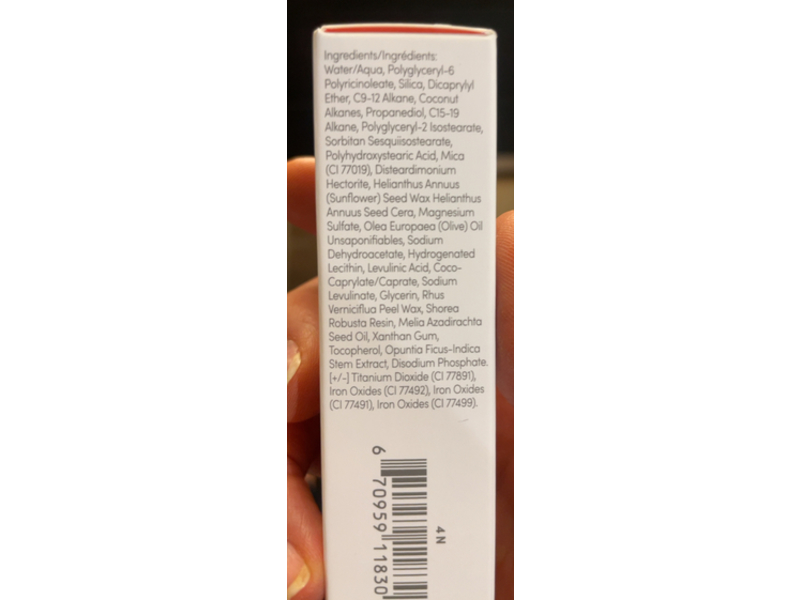 Ingredients/Ingrédients:
Water/Aqua, Polyglyceryl-6
Polyricinoleate, Silica, Dicaprylyl
Ether, C9-12 Alkane, Coconut
Alkanes, Propanediol, C15-19
Alkane, Polyglyceryl-2 Isostearate,
Sorbitan Sesquiisostearate,
Polyhydroxystearic Acid, Mica
(CI 77019), Disteardimonium
Hectorite, Helianthus Annuus
(Sunflower) Seed Wax Helianthus
Annuus Seed Cera, Magnesium
Sulfate, Olea Europaea (Olive) Oil
Unsaponifiables, Sodium
Dehydroacetate, Hydrogenated
Lecithin, Levulinic Acid, Coco-
Caprylate/Caprate, Sodium
Levulinate, Glycerin, Rhus
Verniciflua Peel Wax, Shorea
Robusta Resin, Melia Azadirachta
Seed Oil, Xanthan Gum,
Tocopherol, Opuntia Ficus-Indica
Stem Extract, Disodium Phosphate.
[+/-] Titanium Dioxide (CI 77891),
Iron Oxides (CI 77492), Iron Oxides
(CI 77491), Iron Oxides (CI 77499).
6 70959 11830
4N